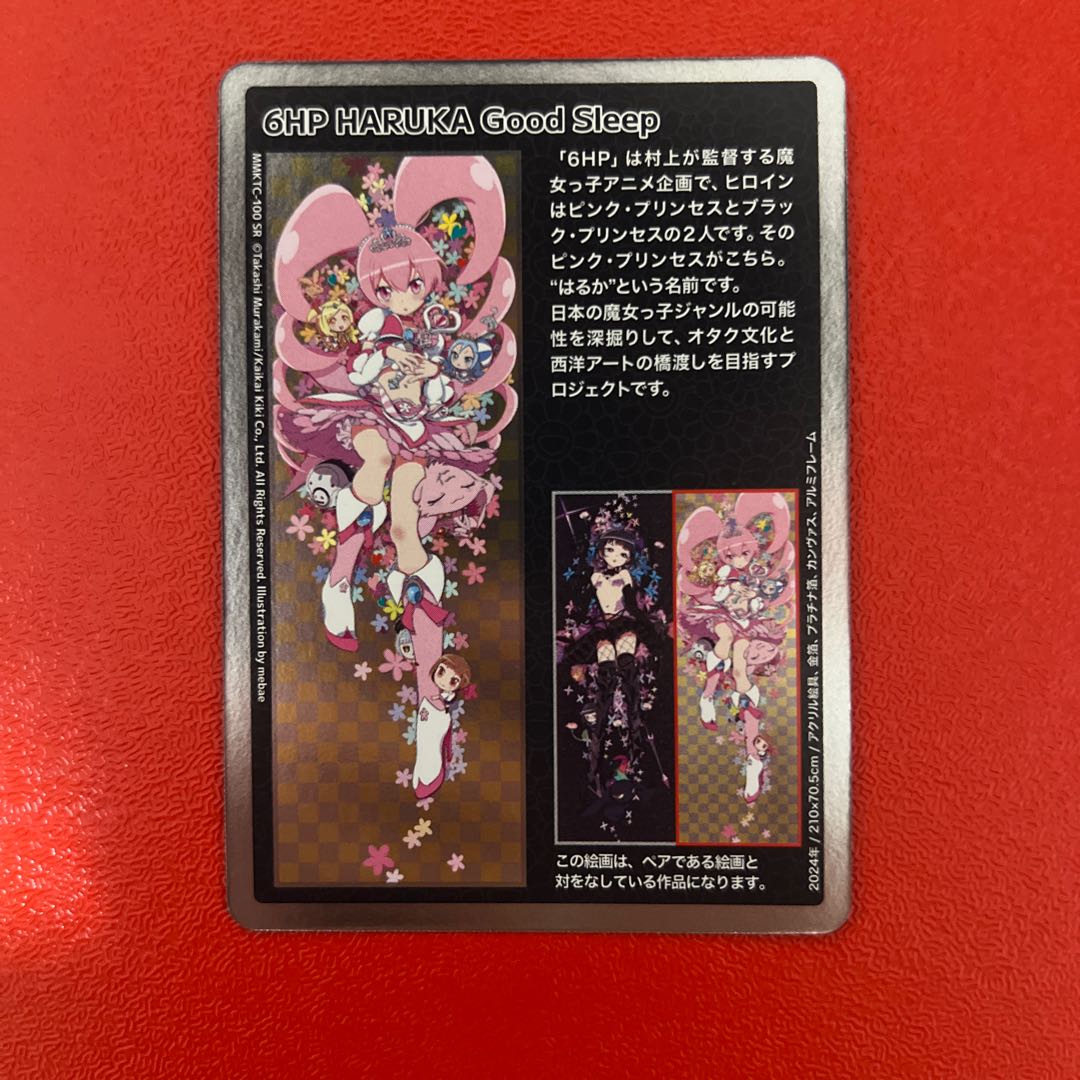 6HP HARUKA Good Sleep
MMKTC-100 SR ©Takashi Murakami/Kaikai Kiki Co., Ltd. All Rights Reserved. Illustration by mebae
「6HP」は村上が監督する魔
女っ子アニメ企画で、ヒロイン
はピンク・プリンセスとブラッ
ク・プリンセスの2人です。その
ピンク・プリンセスがこちら。
“はるか”という名前です。
日本の魔女っ子ジャンルの可能
性を深掘りして、オタク文化と
西洋アートの橋渡しを目指すプ
ロジェクトです。
2024年 / 210×70.5cm / アクリル絵具、金箔、プラチナ箔、カンヴァス、アルミフレーム
この絵画は、ペアである絵画と
対をなしている作品になります。